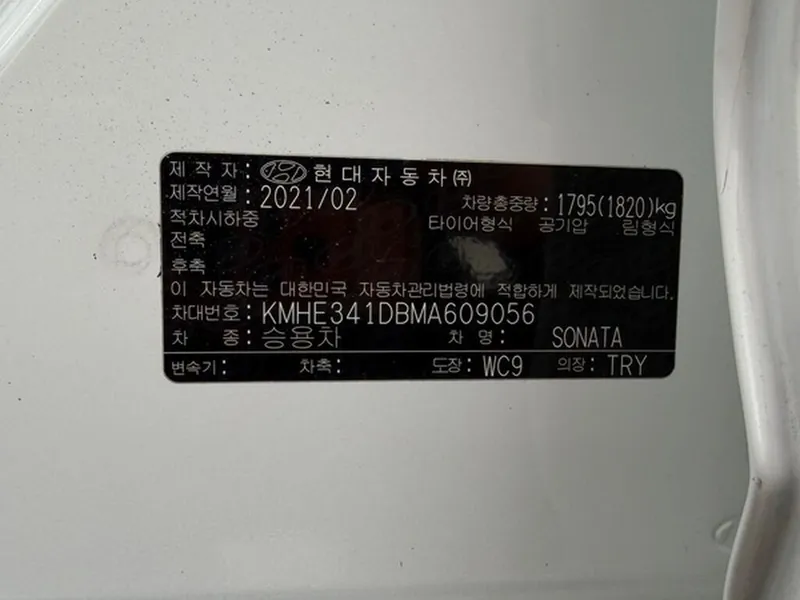 제 작 자 : 현대자동차㈜
제작연월 : 2021/02 차량총중량 : 1795(1820)kg
적차시하중 타이어형식 공기압 림형식
전축
후축
이 자동차는 대한민국 자동차관리법령에 적합하게 제작되었습니다.
차대번호 : KMHE341DBMA609056
차 종 : 승용차 차 명 : SONATA
변속기 : 차축 : 도장 : WC9 의장 : TRY